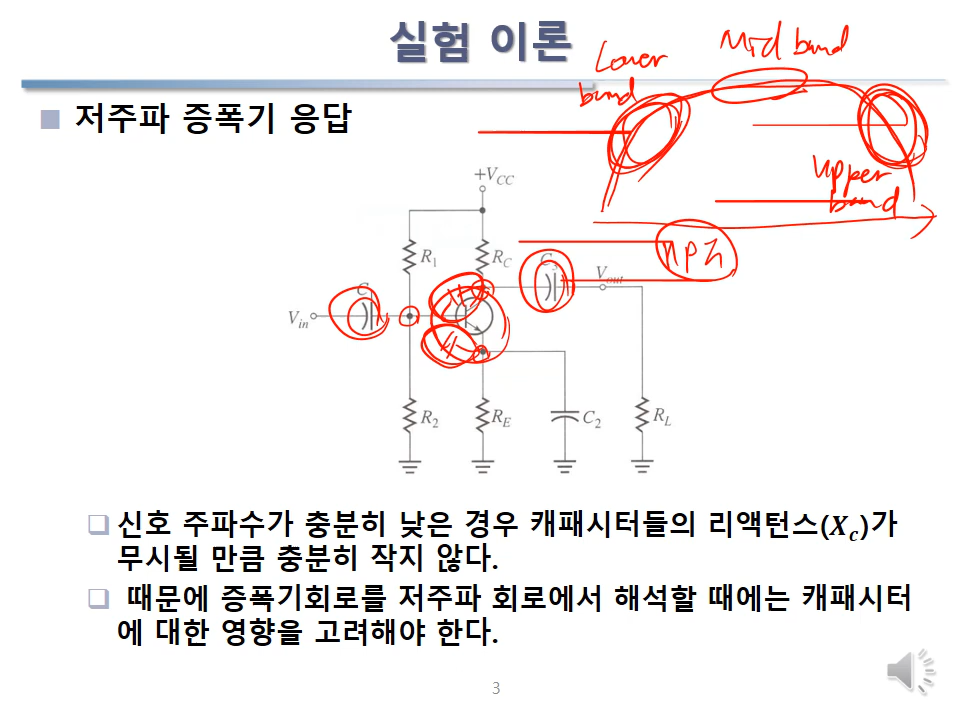 실험 이론
Lower
band
Mid band
저주파 증폭기 응답
Upper
band
+VCC
R1
RC
C3
Vout
C1
Vin
R2
RE
C2
RL
신호 주파수가 충분히 낮은 경우 캐패시터들의 리액턴스(Xc)가
무시될 만큼 충분히 작지 않다.
때문에 증폭기회로를 저주파 회로에서 해석할 때에는 캐패시터
에 대한 영향을 고려해야 한다.
3